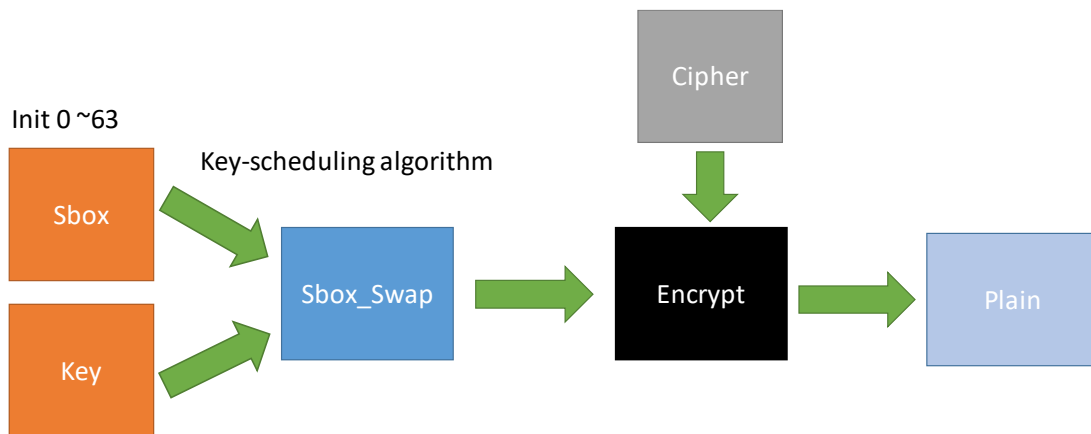 Cipher
Init 0 ~63
Key-scheduling algorithm
Sbox
Sbox_Swap
Encrypt
Plain
Key